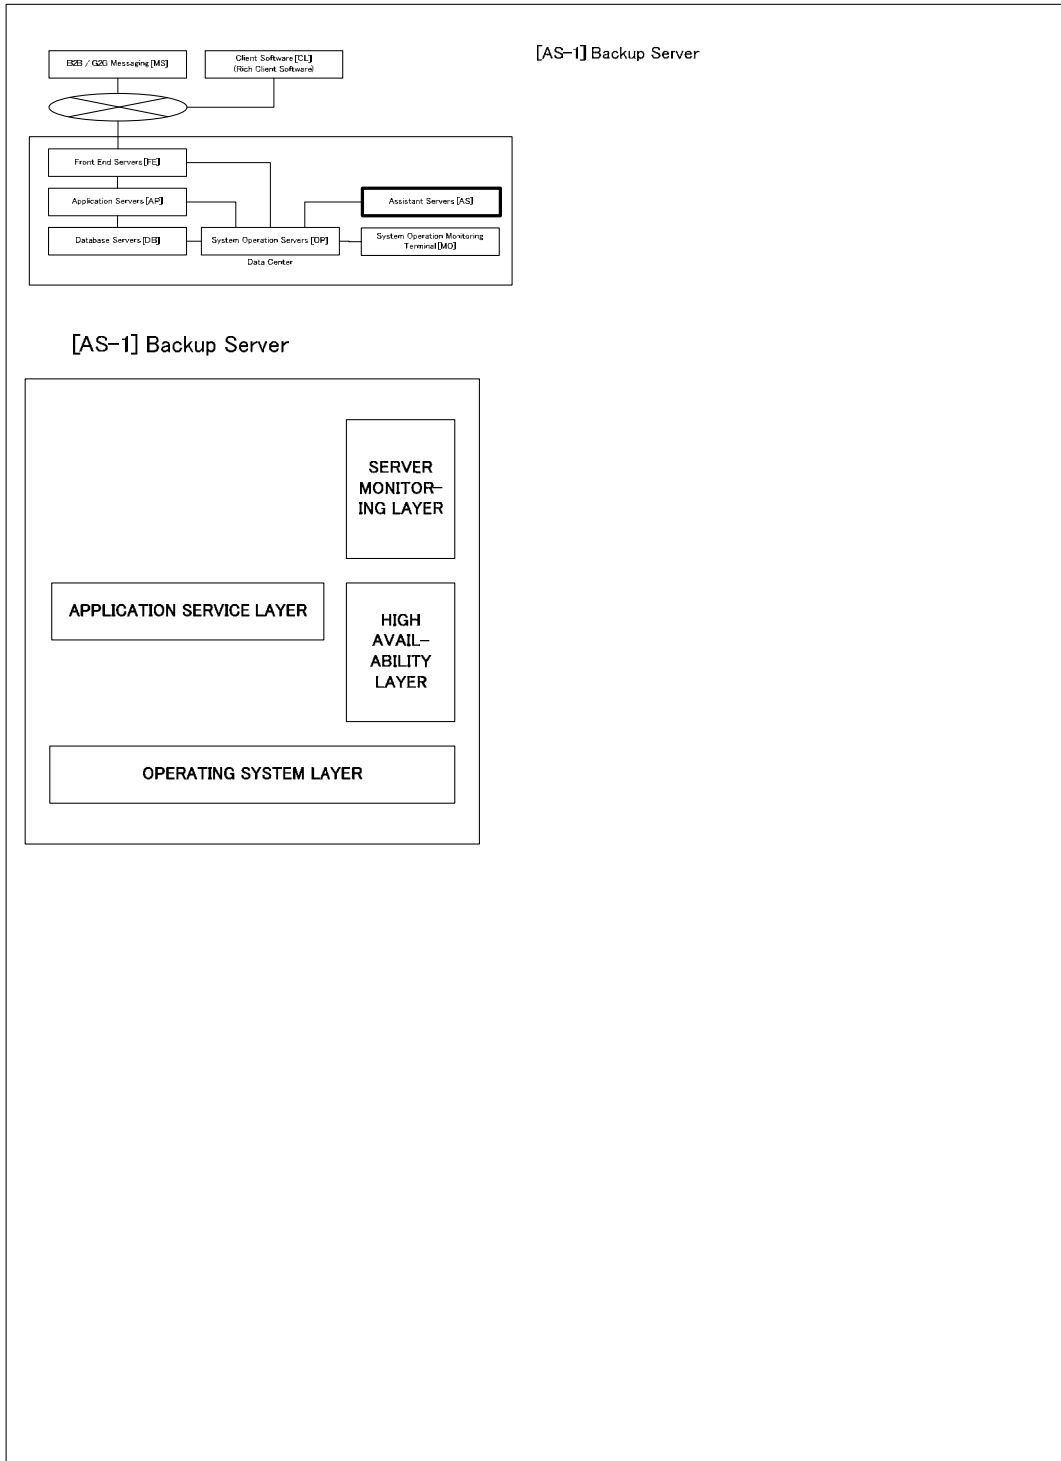 [AS-1] Backup Server
B2B / G2G Messaging [MS]
Client Software [CL]
(Rich Client Software)
Front End Servers [FE]
Application Servers [AP]
Assistant Servers [AS]
Database Servers [DB]
System Operation Servers [OP]
System Operation Monitoring
Terminal [MO]
Data Center
[AS-1] Backup Server
SERVER
MONITOR-
ING LAYER
APPLICATION SERVICE LAYER
HIGH
AVAIL-
ABILITY
LAYER
OPERATING SYSTEM LAYER